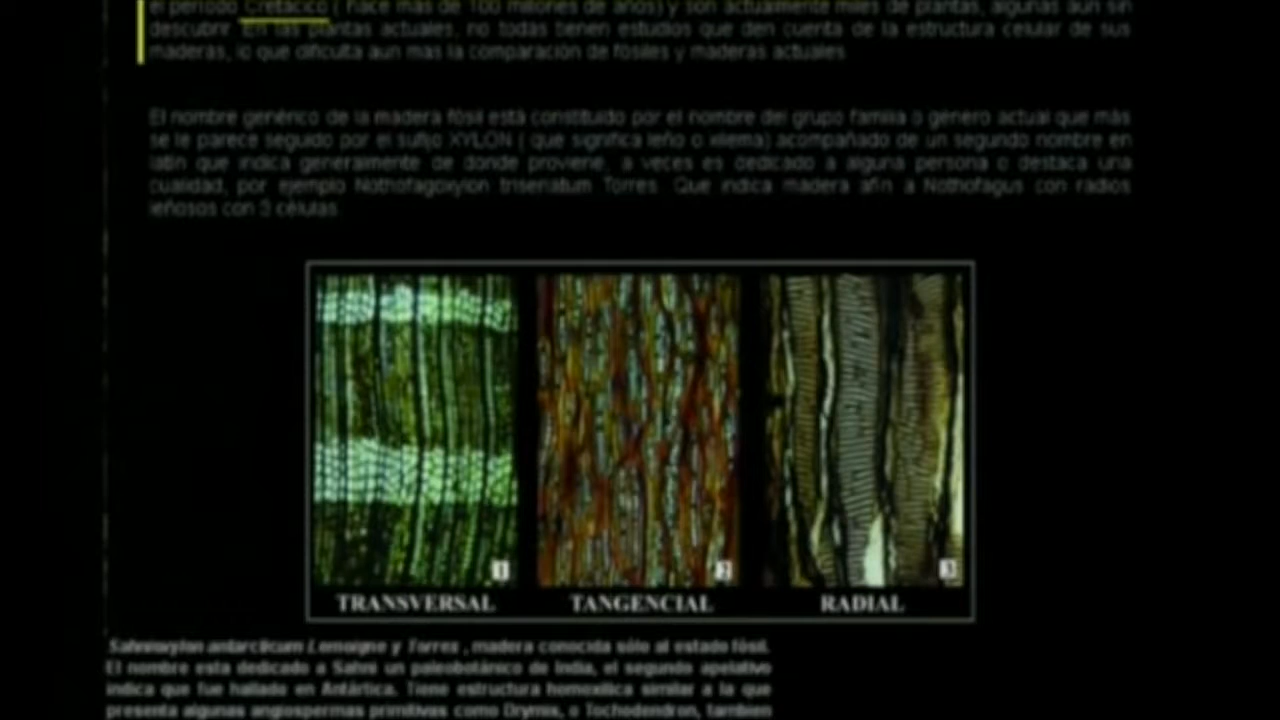 el período Cretácico ( hace más de 100 millones de años) y son actualmente miles de plantas, algunas aún sin
descubrir. En las plantas actuales, no todas tienen estudios que den cuenta de la estructura celular de sus
maderas, lo que dificulta aun mas la comparación de fósiles y maderas actuales
El nombre genérico de la madera fósil está constituido por el nombre del grupo familia o género actual que más
se le parece seguido por el sufijo XYLON ( que significa leño o xilema) acompañado de un segundo nombre en
latín que indica generalmente de donde proviene, a veces es dedicado a alguna persona o destaca una
cualidad, por ejemplo Nothofagoxylon triseriatum Torres. Que indica madera afín a Nothofagus con radios
leñosos con 3 células.
1
2
3
TRANSVERSAL
TANGENCIAL
RADIAL
Sahnioxylon antarcticum Lemoigne y Torres , madera conocida sólo al estado fósil.
El nombre esta dedicado a Sahni un paleobotánico de India, el segundo apelativo
indica que fue hallado en Antártica. Tiene estructura homoxilica similar a la que
presenta algunas angiospermas primitivas como Drymis, o Tochodendron, tambien